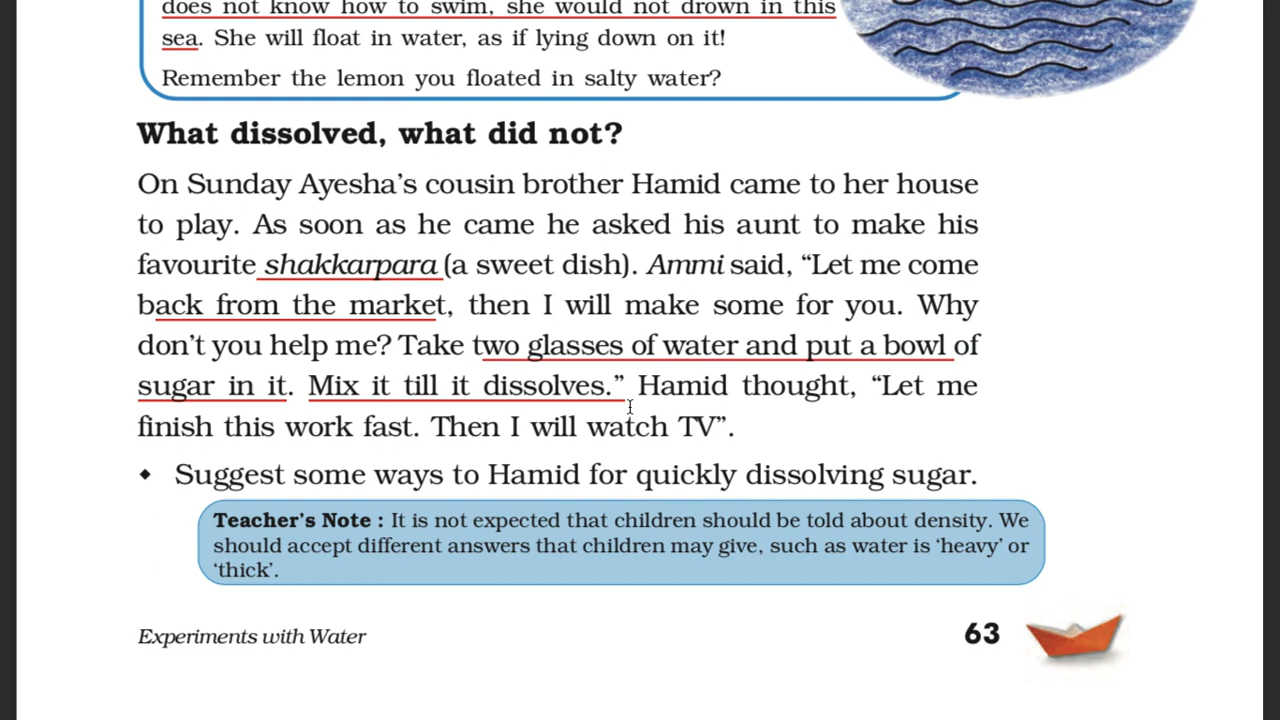 does not know how to swim, she would not drown in this
sea. She will float in water, as if lying down on it!
Remember the lemon you floated in salty water?
What dissolved, what did not?
On Sunday Ayesha’s cousin brother Hamid came to her house
to play. As soon as he came he asked his aunt to make his
favourite shakkarpara (a sweet dish). Ammi said, “Let me come
back from the market, then I will make some for you. Why
don’t you help me? Take two glasses of water and put a bowl of
sugar in it. Mix it till it dissolves.” Hamid thought, “Let me
finish this work fast. Then I will watch TV”.
◆ Suggest some ways to Hamid for quickly dissolving sugar.
Teacher’s Note : It is not expected that children should be told about density. We
should accept different answers that children may give, such as water is ‘heavy’ or
‘thick’.
Experiments with Water 63